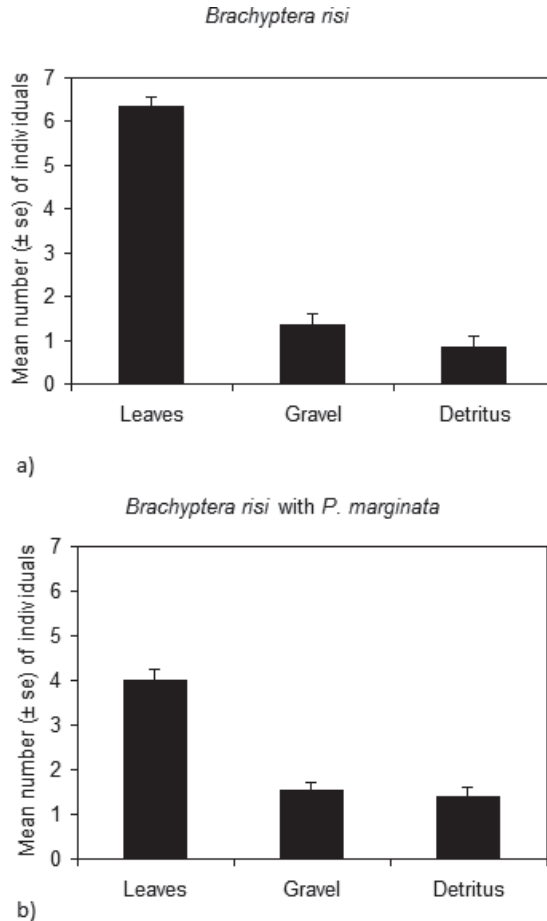 Brachyptera risi
Mean number (± se) of individuals
7
6
5
4
3
2
1
0
Leaves Gravel Detritus
a)
Brachyptera risi with P. marginata
Mean number (± se) of individuals
7
6
5
4
3
2
1
0
Leaves Gravel Detritus
b)